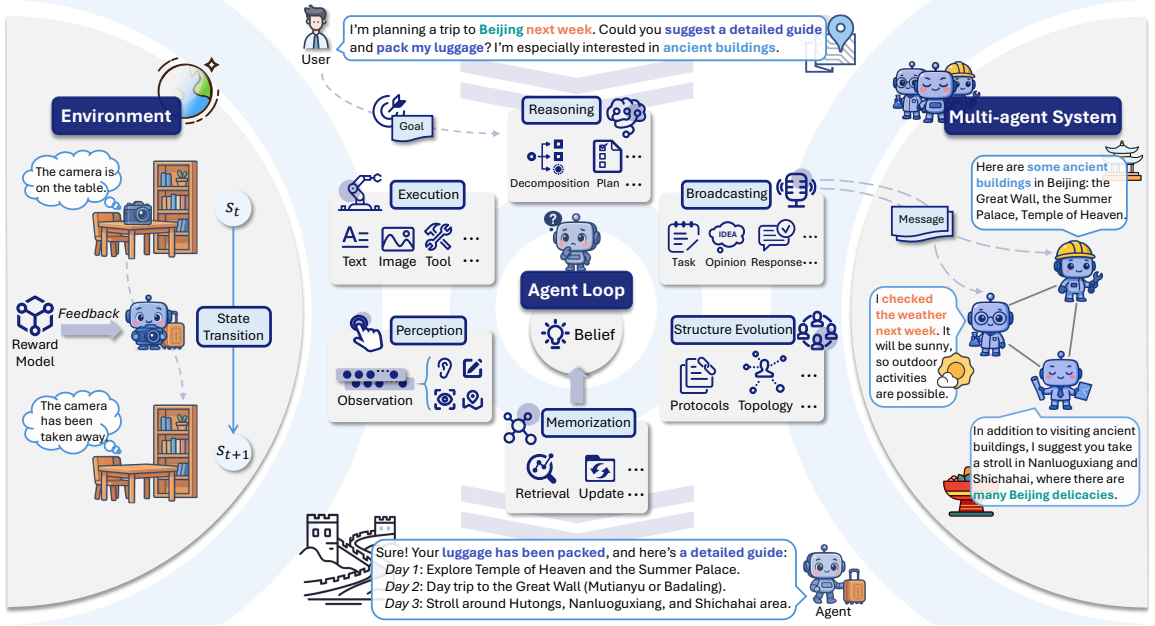 I'm planning a trip to Beijing next week. Could you suggest a detailed guide
and pack my luggage? I'm especially interested in ancient buildings.
User
Goal
Environment
The camera is
on the table.
S_t
Feedback
Reward
Model
State
Transition
The camera
has been
taken away.
S_{t+1}
Reasoning
Decomposition
Plan
...
...
Execution
Text
Image
Tool
...
...
Perception
Observation
Agent Loop
Belief
Memorization
Retrieval
Update
...
...
Broadcasting
IDEA
Task
Opinion
Response
...
...
Structure Evolution
Protocols
Topology
...
...
Multi-agent System
Message
Here are some ancient
buildings in Beijing: the
Great Wall, the Summer
Palace, Temple of Heaven.
I checked
the weather
next week. It
will be sunny,
so outdoor
activities
are possible.
In addition to visiting ancient
buildings, I suggest you take
a stroll in Nanluoguxiang and
Shichahai, where there are
many Beijing delicacies.
Sure! Your luggage has been packed, and here's a detailed guide:
Day 1: Explore Temple of Heaven and the Summer Palace.
Day 2: Day trip to the Great Wall (Mutianyu or Badaling).
Day 3: Stroll around Hutongs, Nanluoguxiang, and Shichahai area.
Agent